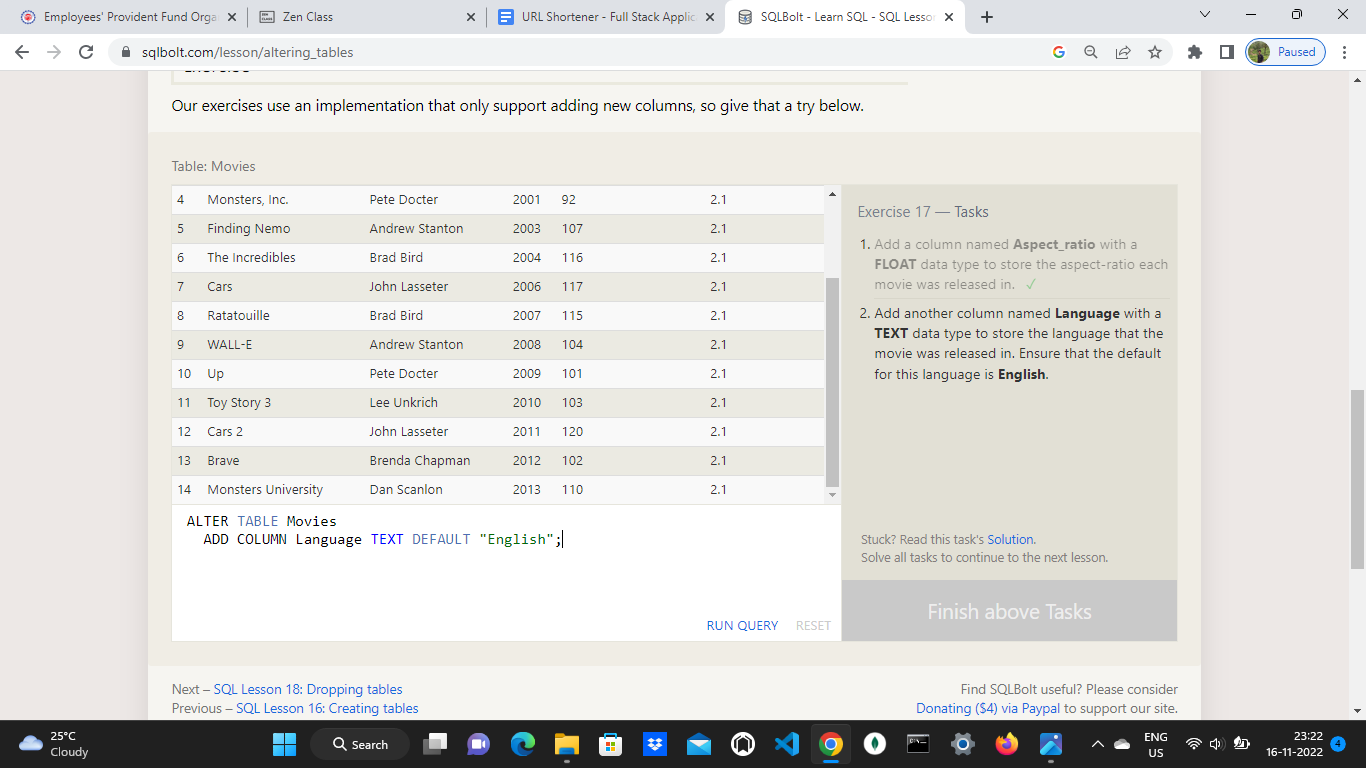 Employees' Provident Fund Orga
Zen Class
URL Shortener - Full Stack Applic
SQLBolt - Learn SQL - SQL Lesson
sqlbolt.com/lesson/altering_tables
Paused
Our exercises use an implementation that only support adding new columns, so give that a try below.
Table: Movies
4 Monsters, Inc. Pete Docter 2001 92 2.1
5 Finding Nemo Andrew Stanton 2003 107 2.1
6 The Incredibles Brad Bird 2004 116 2.1
7 Cars John Lasseter 2006 117 2.1
8 Ratatouille Brad Bird 2007 115 2.1
9 WALL-E Andrew Stanton 2008 104 2.1
10 Up Pete Docter 2009 101 2.1
11 Toy Story 3 Lee Unkrich 2010 103 2.1
12 Cars 2 John Lasseter 2011 120 2.1
13 Brave Brenda Chapman 2012 102 2.1
14 Monsters University Dan Scanlon 2013 110 2.1
ALTER TABLE Movies
ADD COLUMN Language TEXT DEFAULT "English";
RUN QUERY RESET
Exercise 17 — Tasks
1. Add a column named Aspect_ratio with a
FLOAT data type to store the aspect-ratio each
movie was released in. ✓
2. Add another column named Language with a
TEXT data type to store the language that the
movie was released in. Ensure that the default
for this language is English.
Stuck? Read this task's Solution.
Solve all tasks to continue to the next lesson.
Finish above Tasks
Next – SQL Lesson 18: Dropping tables
Previous – SQL Lesson 16: Creating tables
Find SQLBolt useful? Please consider
Donating ($4) via Paypal to support our site.
25°C
Cloudy
Search
ENG
US
23:22
16-11-2022
4